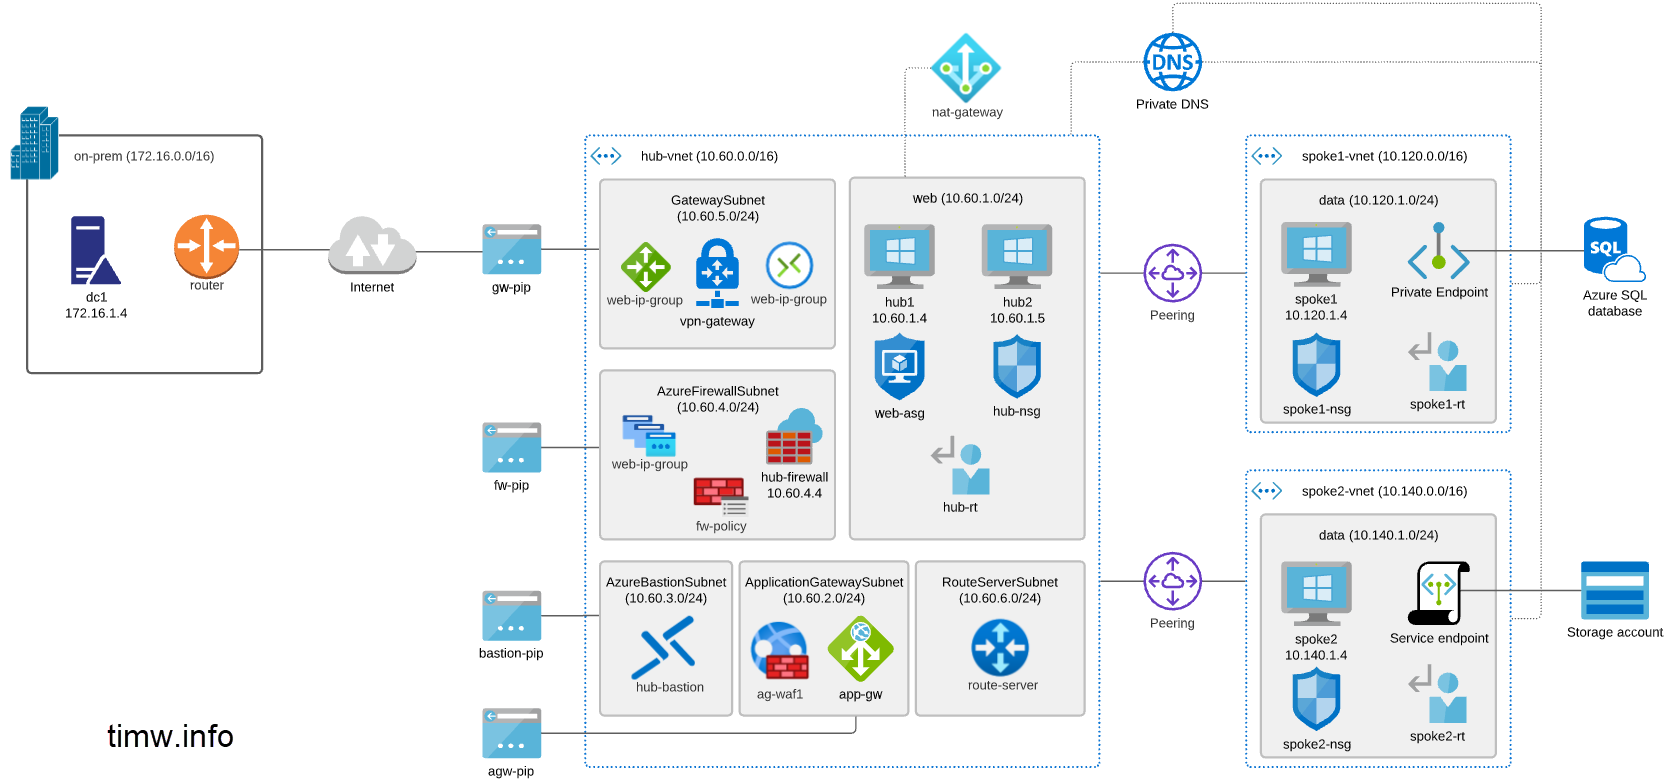 nat-gateway
DNS
Private DNS
on-prem (172.16.0.0/16)
dc1
172.16.1.4
router
Internet
gw-pip
fw-pip
bastion-pip
agw-pip
hub-vnet (10.60.0.0/16)
GatewaySubnet
(10.60.5.0/24)
web-ip-group
vpn-gateway
web-ip-group
AzureFirewallSubnet
(10.60.4.0/24)
web-ip-group
hub-firewall
10.60.4.4
fw-policy
AzureBastionSubnet
(10.60.3.0/24)
hub-bastion
ApplicationGatewaySubnet
(10.60.2.0/24)
ag-waf1
app-gw
RouteServerSubnet
(10.60.6.0/24)
route-server
web (10.60.1.0/24)
hub1
10.60.1.4
hub2
10.60.1.5
web-asg
hub-nsg
hub-rt
Peering
Peering
spoke1-vnet (10.120.0.0/16)
data (10.120.1.0/24)
spoke1
10.120.1.4
Private Endpoint
spoke1-nsg
spoke1-rt
SQL
Azure SQL
database
spoke2-vnet (10.140.0.0/16)
data (10.140.1.0/24)
spoke2
10.140.1.4
Service endpoint
spoke2-nsg
spoke2-rt
Storage account
timw.info